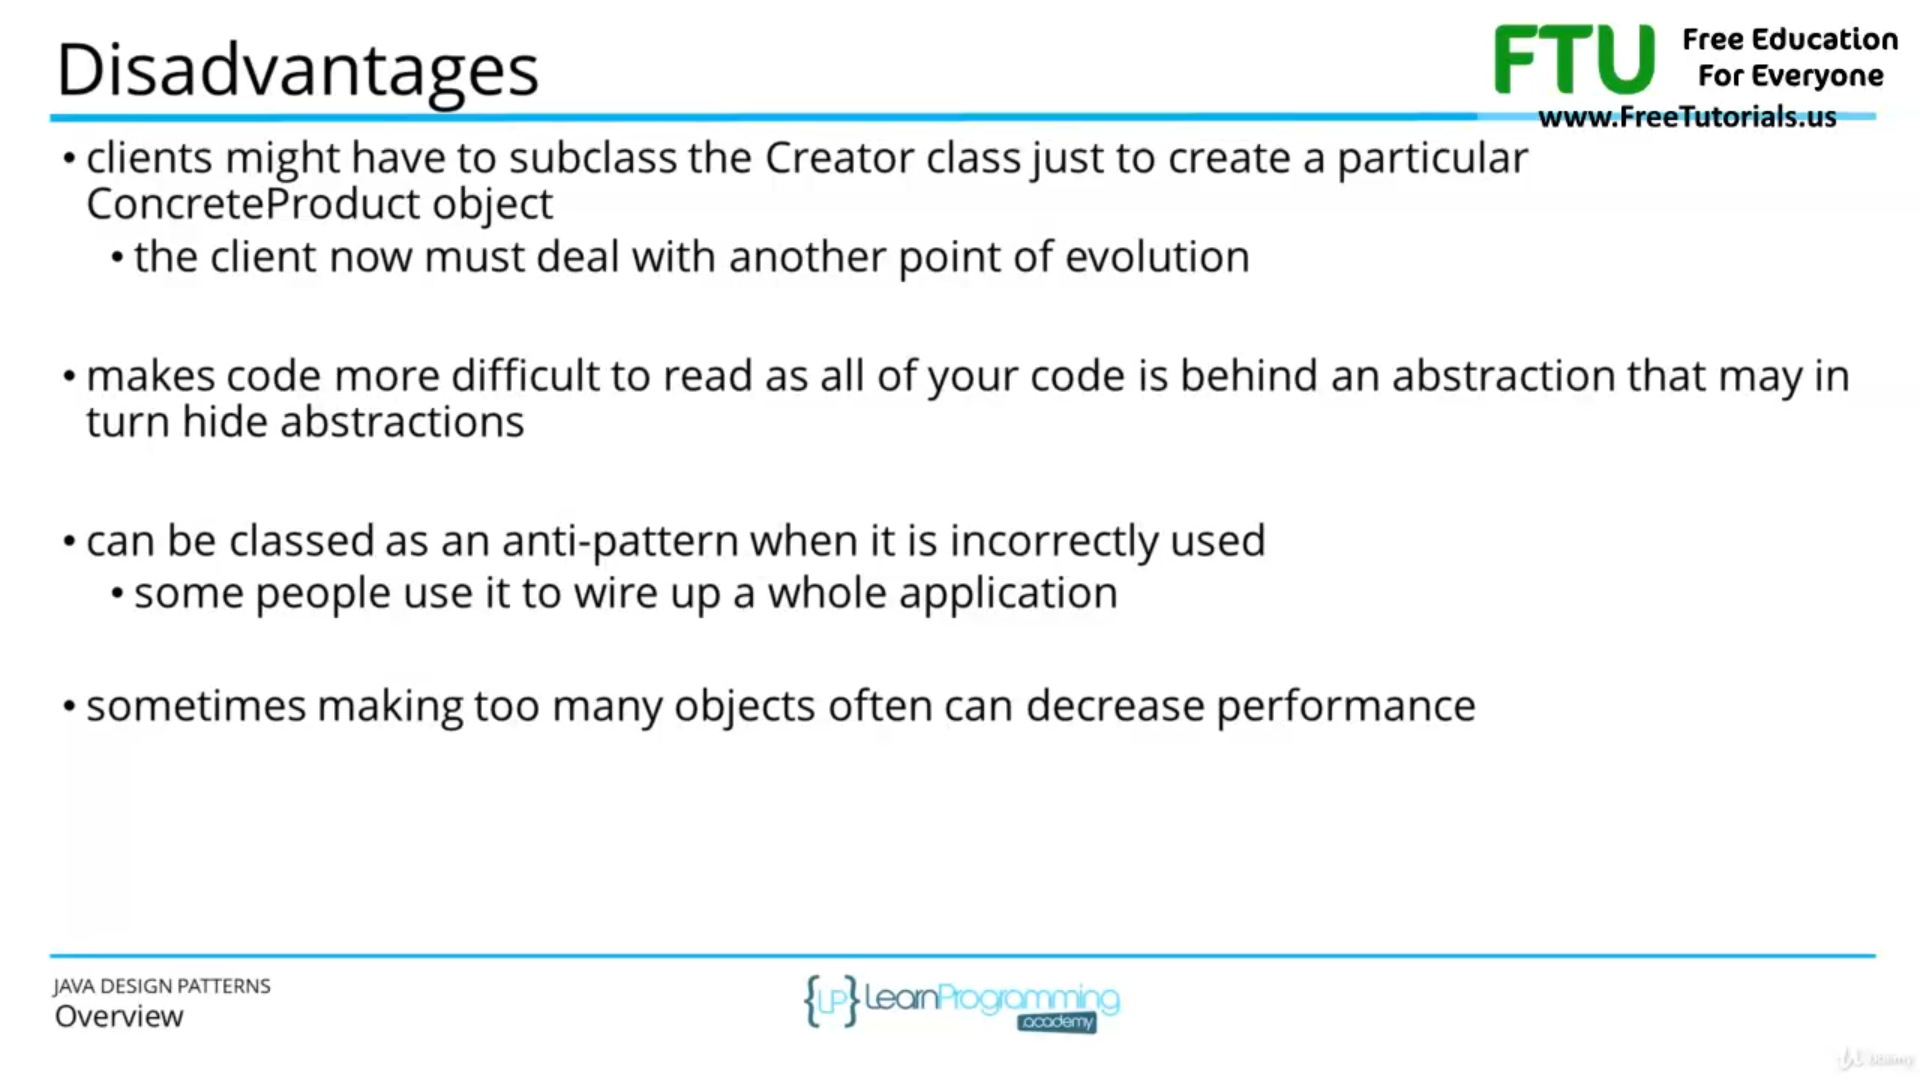 Disadvantages
FTU
Free Education
For Everyone
www.FreeTutorials.us
• clients might have to subclass the Creator class just to create a particular
ConcreteProduct object
• the client now must deal with another point of evolution
• makes code more difficult to read as all of your code is behind an abstraction that may in
turn hide abstractions
• can be classed as an anti-pattern when it is incorrectly used
• some people use it to wire up a whole application
• sometimes making too many objects often can decrease performance
JAVA DESIGN PATTERNS
Overview
{LP} LearnProgramming
academy
Udemy